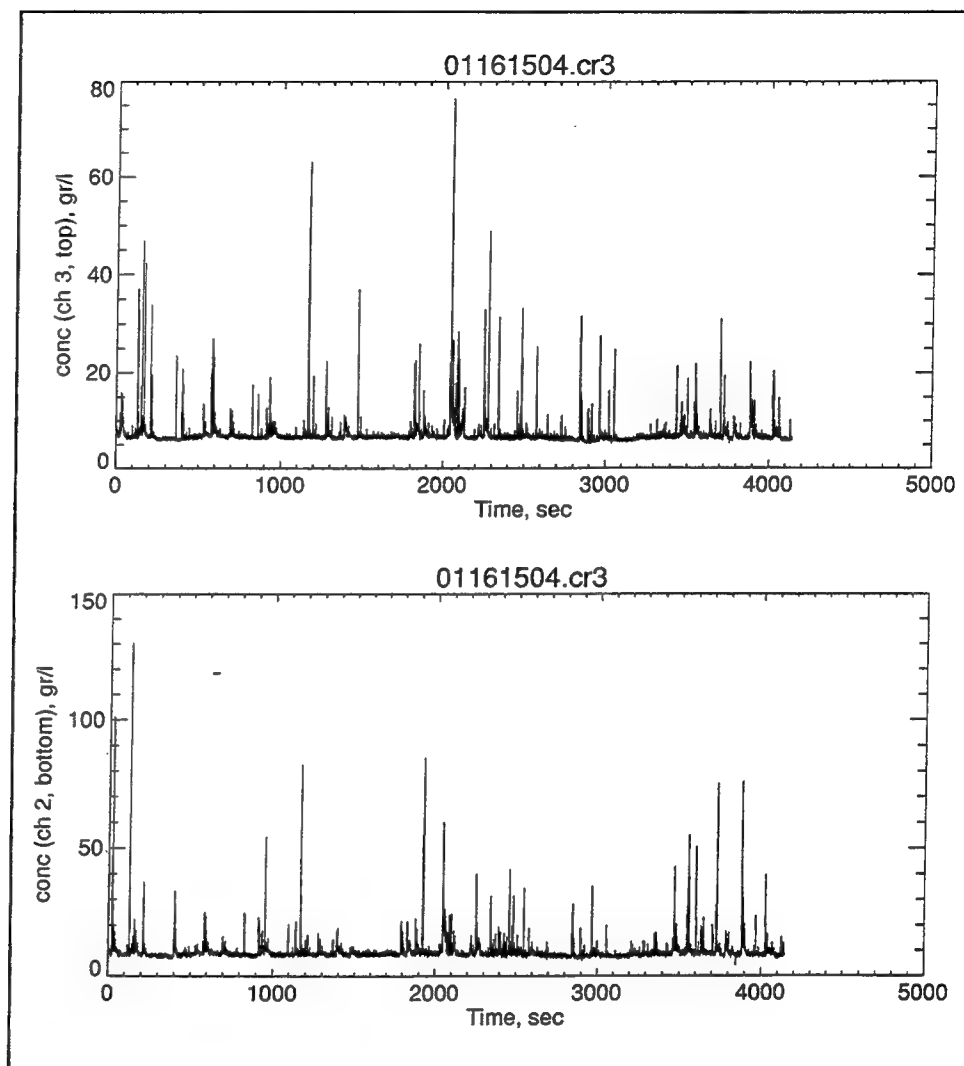 01161504.cr3
80
60
40
20
0
conc (ch 3, top), gr/l
0 1000 2000 3000 4000 5000
Time, sec
01161504.cr3
150
100
50
0
conc (ch 2, bottom), gr/l
0 1000 2000 3000 4000 5000
Time, sec